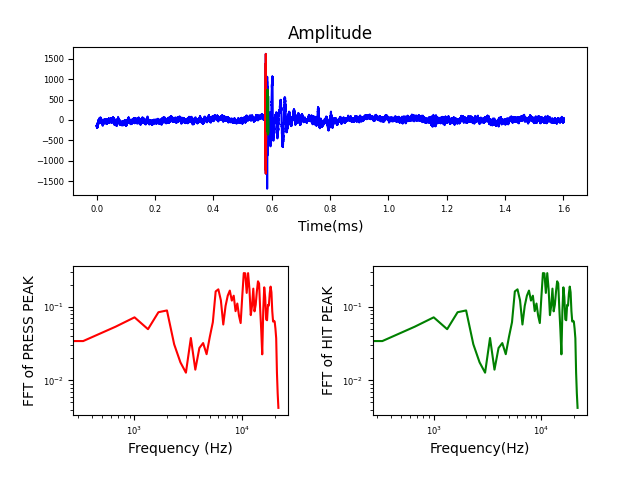 Amplitude
1500
1000
500
0
−500
−1000
−1500
0.0 0.2 0.4 0.6 0.8 1.0 1.2 1.4 1.6
Time(ms)
FFT of PRESS PEAK
10⁻¹
10⁻²
10³ 10⁴
Frequency (Hz)
FFT of HIT PEAK
10⁻¹
10⁻²
10³ 10⁴
Frequency(Hz)